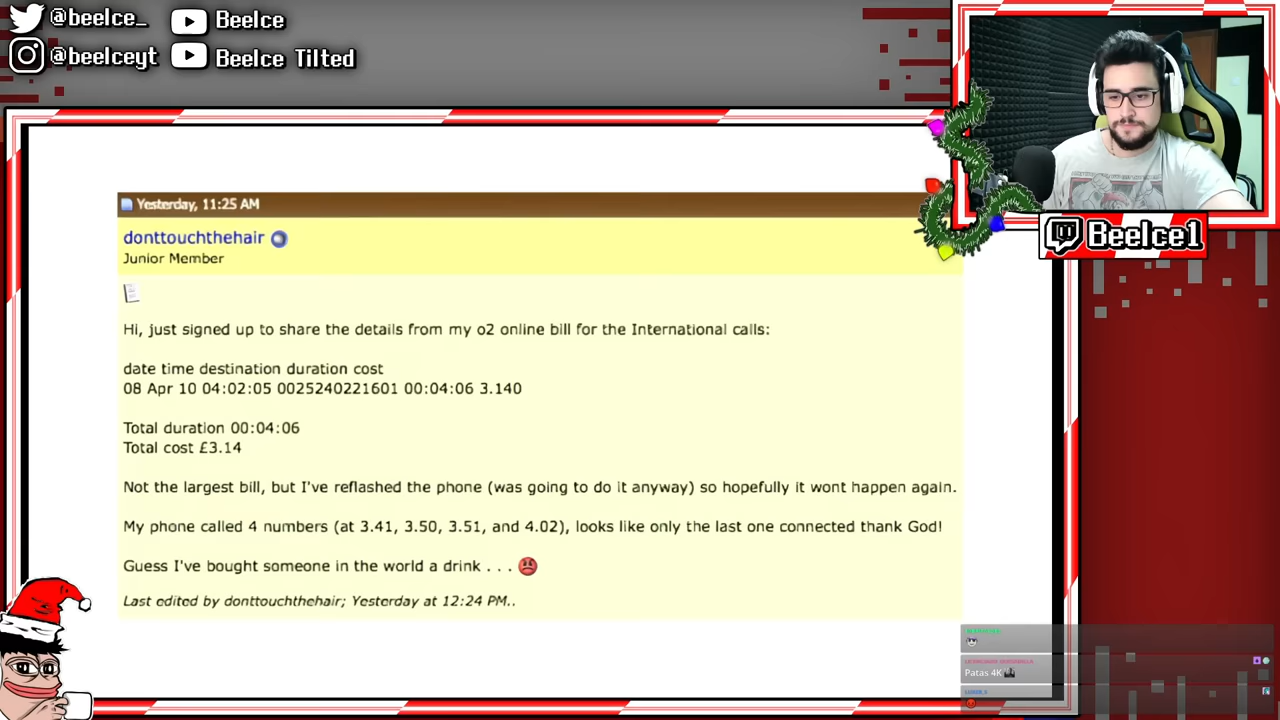 @beelce_
Beelce
@beelceyt
Beelce Tilted
Beelce1
Yesterday, 11:25 AM
donttouchthehair
Junior Member
Hi, just signed up to share the details from my o2 online bill for the International calls:
date time destination duration cost
08 Apr 10 04:02:05 0025240221601 00:04:06 3.140
Total duration 00:04:06
Total cost £3.14
Not the largest bill, but I've reflashed the phone (was going to do it anyway) so hopefully it wont happen again.
My phone called 4 numbers (at 3.41, 3.50, 3.51, and 4.02), looks like only the last one connected thank God!
Guess I've bought someone in the world a drink . . .
Last edited by donttouchthehair; Yesterday at 12:24 PM..
Patas 4K